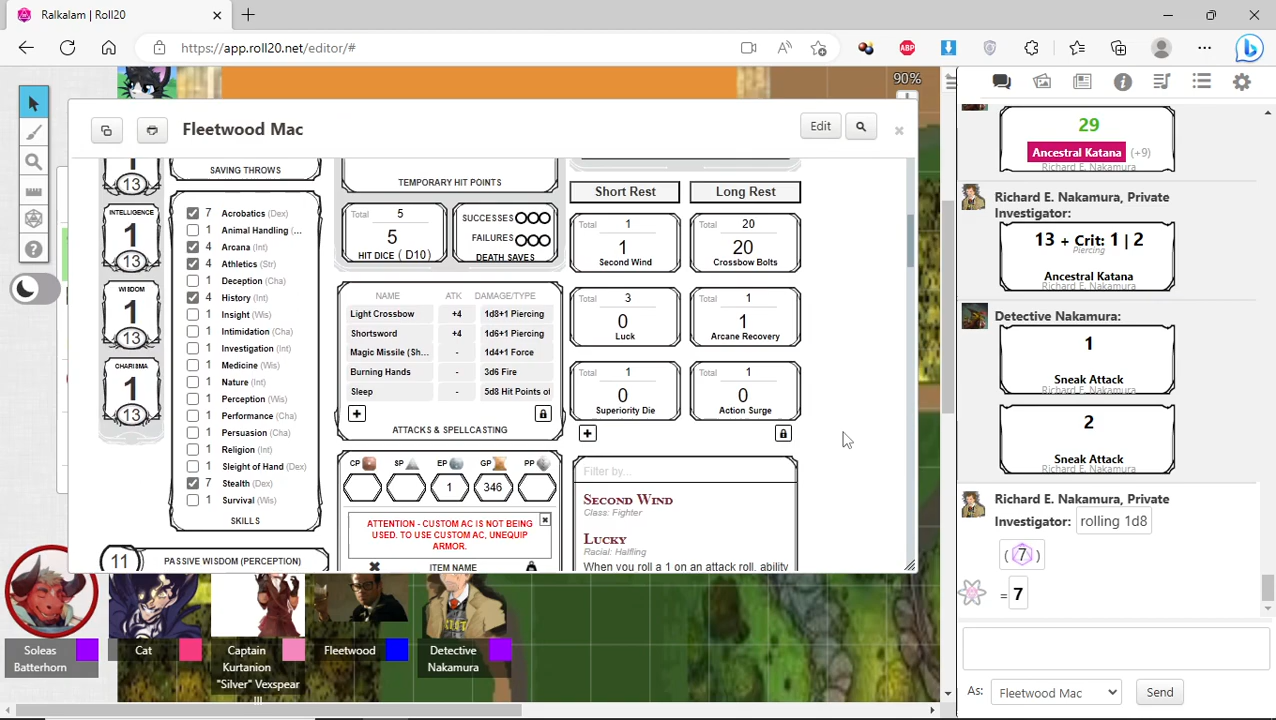 Ralkalam | Roll20
https://app.roll20.net/editor/#
90%
Fleetwood Mac
Edit
13
INTELLIGENCE
1
13
WISDOM
1
13
CHARISMA
1
13
SAVING THROWS
7 Acrobatics (Dex)
1 Animal Handling (...
4 Arcana (Int)
4 Athletics (Str)
1 Deception (Cha)
4 History (Int)
1 Insight (Wis)
1 Intimidation (Cha)
1 Investigation (Int)
1 Medicine (Wis)
1 Nature (Int)
1 Perception (Wis)
1 Performance (Cha)
1 Persuasion (Cha)
1 Religion (Int)
1 Sleight of Hand (Dex)
7 Stealth (Dex)
1 Survival (Wis)
SKILLS
11 PASSIVE WISDOM (PERCEPTION)
TEMPORARY HIT POINTS
Total 5
5
HIT DICE ( D10)
SUCCESSES
FAILURES
DEATH SAVES
NAME ATK DAMAGE/TYPE
Light Crossbow +4 1d8+1 Piercing
Shortsword +4 1d6+1 Piercing
Magic Missile (Sh... - 1d4+1 Force
Burning Hands - 3d6 Fire
Sleep - 5d8 Hit Points of
ATTACKS & SPELLCASTING
CP SP EP GP PP
1 346
ATTENTION - CUSTOM AC IS NOT BEING
USED. TO USE CUSTOM AC, UNEQUIP
ARMOR.
ITEM NAME
Short Rest Long Rest
Total 1
1
Second Wind
Total 20
20
Crossbow Bolts
Total 3
0
Luck
Total 1
1
Arcane Recovery
Total 1
0
Superiority Die
Total 1
0
Action Surge
Filter by...
SECOND WIND
Class: Fighter
LUCKY
Racial: Halfling
When you roll a 1 on an attack roll, ability
Soleas
Batterhorn
Cat
Captain
Kurtanion
"Silver" Vexspear
III
Fleetwood
Detective
Nakamura
29
Ancestral Katana (+9)
Richard E. Nakamura
Richard E. Nakamura, Private
Investigator:
13 + Crit: 1 | 2
Piercing
Ancestral Katana
Richard E. Nakamura
Detective Nakamura:
1
Sneak Attack
Richard E. Nakamura
2
Sneak Attack
Richard E. Nakamura
Richard E. Nakamura, Private
Investigator: rolling 1d8
( 7 )
= 7
As: Fleetwood Mac Send